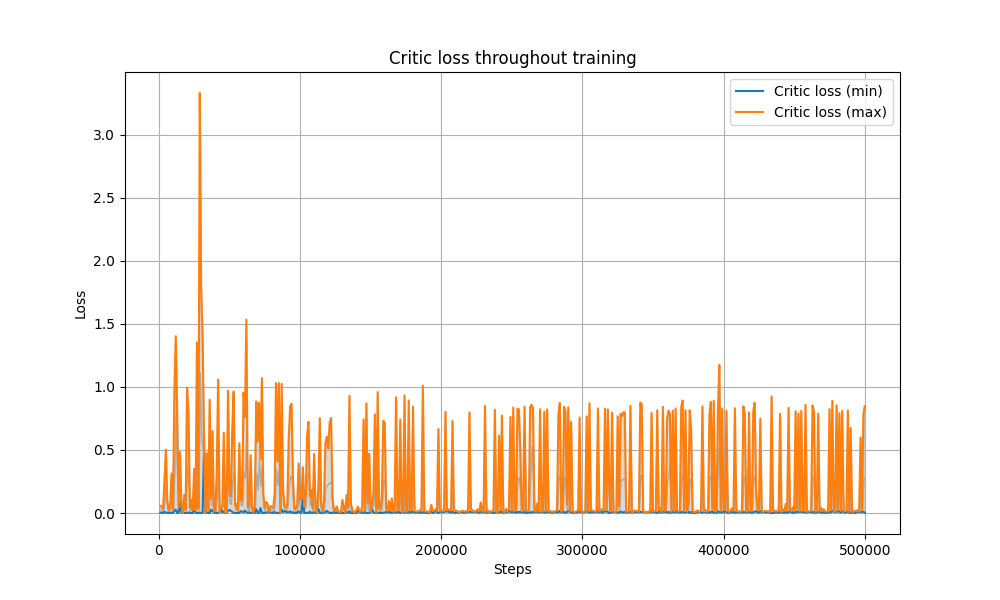 Critic loss throughout training
Critic loss (min)
Critic loss (max)
Loss
3.0
2.5
2.0
1.5
1.0
0.5
0.0
0
100000
200000
300000
400000
500000
Steps